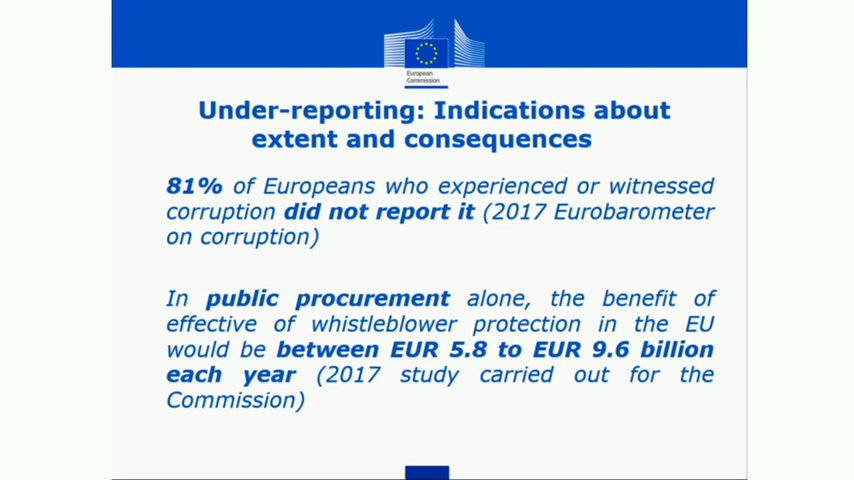 European
Commission
Under-reporting: Indications about
extent and consequences
81% of Europeans who experienced or witnessed
corruption did not report it (2017 Eurobarometer
on corruption)
In public procurement alone, the benefit of
effective of whistleblower protection in the EU
would be between EUR 5.8 to EUR 9.6 billion
each year (2017 study carried out for the
Commission)